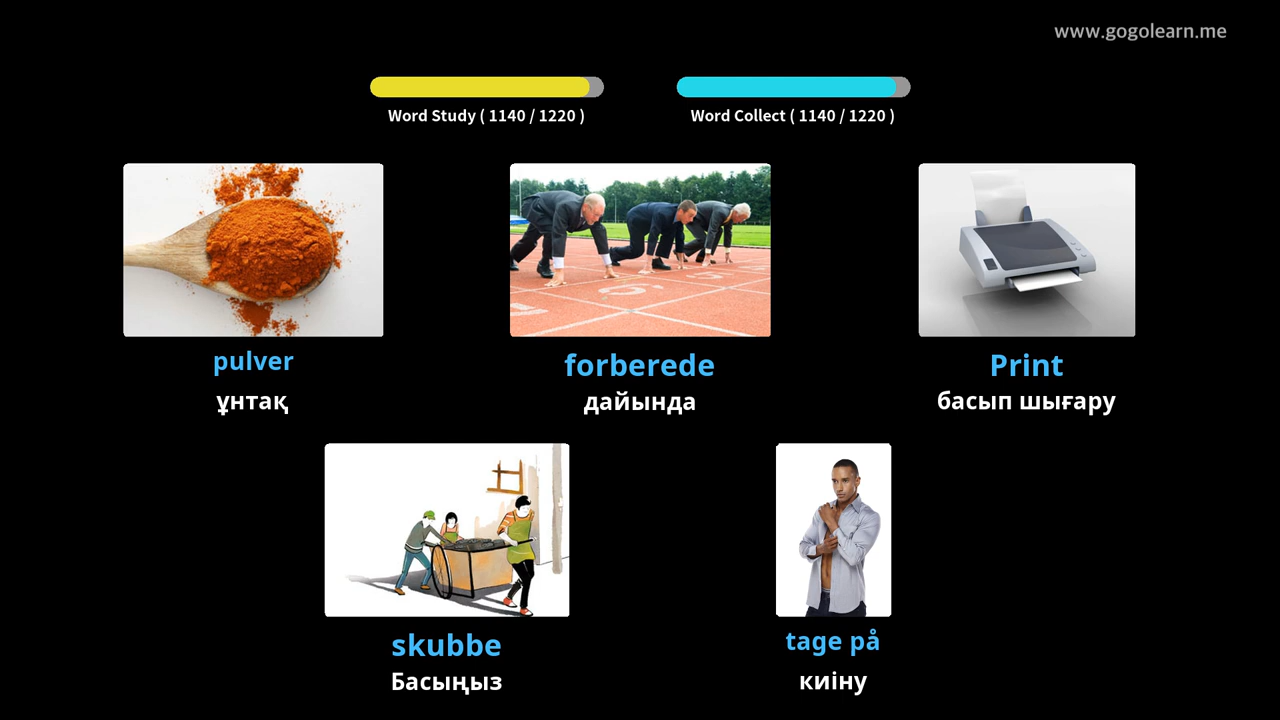 www.gogolearn.me
Word Study ( 1140 / 1220 )
Word Collect ( 1140 / 1220 )
pulver
ұнтақ
forberede
дайында
Print
басып шығару
skubbe
Басыңыз
tage på
киіну